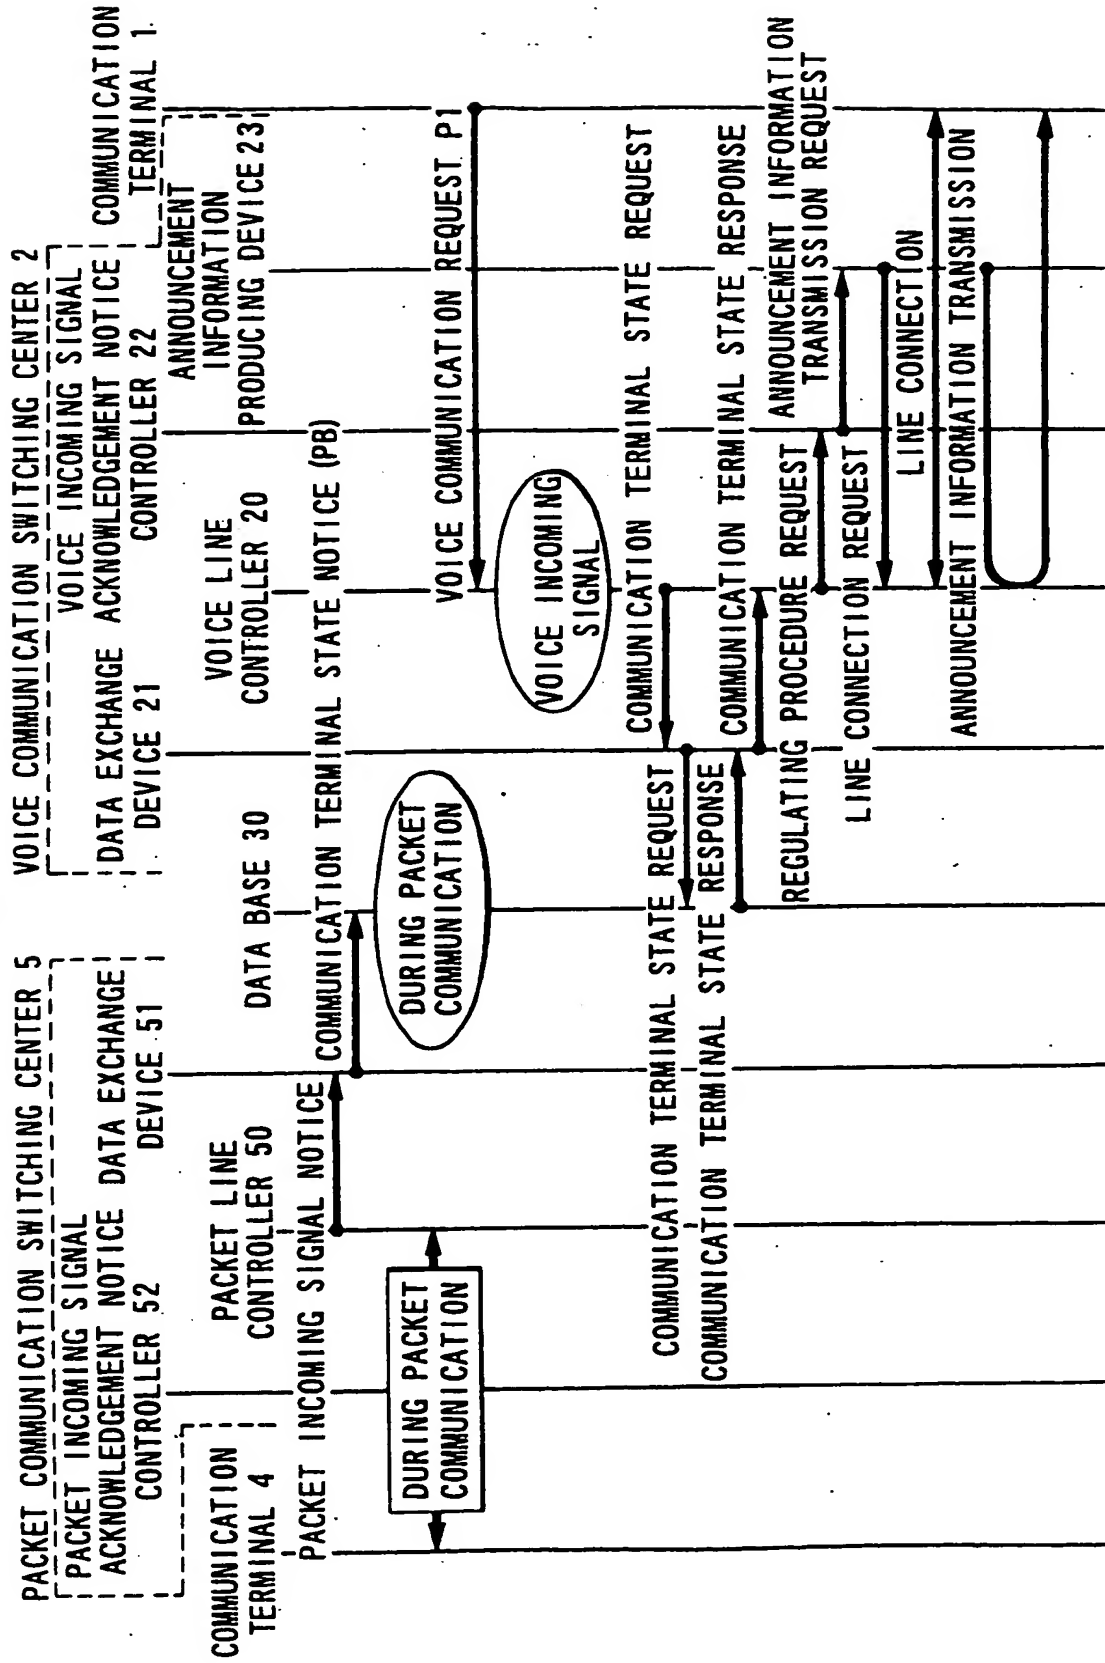 PACKET COMMUNICATION SWITCHING CENTER 5
PACKET INCOMING SIGNAL
ACKNOWLEDGEMENT NOTICE
CONTROLLER 52
DATA EXCHANGE
DEVICE 51
COMMUNICATION
TERMINAL 4
PACKET LINE
CONTROLLER 50
DATA BASE 30
VOICE COMMUNICATION SWITCHING CENTER 2
VOICE INCOMING SIGNAL
DATA EXCHANGE
DEVICE 21
ACKNOWLEDGEMENT NOTICE
CONTROLLER 22
VOICE LINE
CONTROLLER 20
ANNOUNCEMENT
INFORMATION
PRODUCING DEVICE 23
COMMUNICATION
TERMINAL 1
PACKET INCOMING SIGNAL NOTICE
COMMUNICATION TERMINAL STATE NOTICE (PB)
DURING PACKET
COMMUNICATION
DURING PACKET
COMMUNICATION
VOICE COMMUNICATION REQUEST P1
VOICE INCOMING
SIGNAL
COMMUNICATION TERMINAL STATE REQUEST
COMMUNICATION TERMINAL STATE REQUEST
COMMUNICATION TERMINAL STATE RESPONSE
COMMUNICATION TERMINAL STATE RESPONSE
REGULATING PROCEDURE REQUEST
ANNOUNCEMENT INFORMATION
TRANSMISSION REQUEST
LINE CONNECTION REQUEST
LINE CONNECTION
ANNOUNCEMENT INFORMATION TRANSMISSION